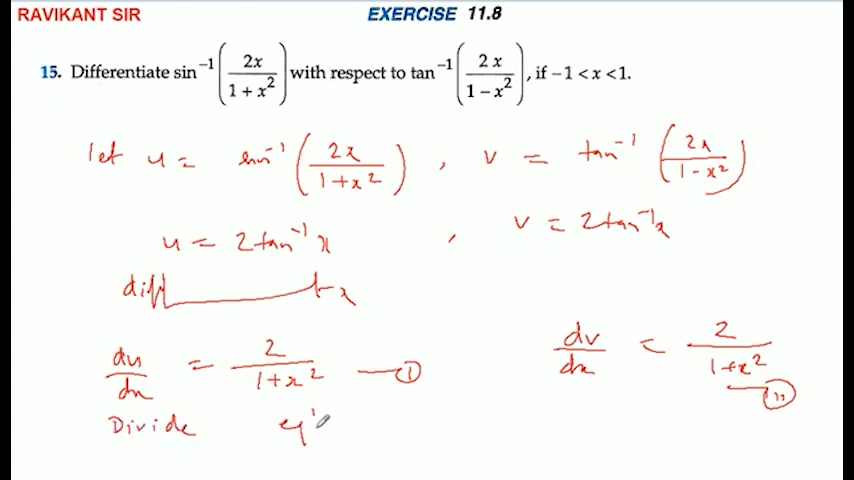 RAVIKANT SIR EXERCISE 11.8
15. Differentiate sin⁻¹(2x/(1 + x²)) with respect to tan⁻¹(2x/(1 − x²)), if −1 < x < 1.
let u = sin⁻¹(2x/(1+x²)) , v = tan⁻¹(2x/(1-x²))
u = 2tan⁻¹x , v = 2tan⁻¹x
diff x
du/dx = 2/(1+x²) —① dv/dx = 2/(1+x²) —ⓘⓘ
Divide eqⁿ